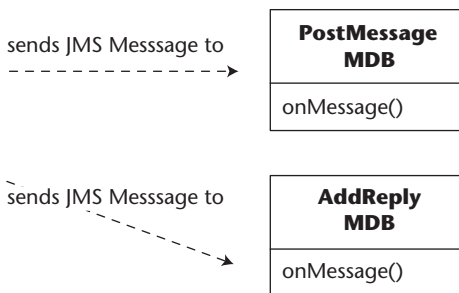 sends JMS Messsage to
PostMessage
MDB
onMessage()
sends JMS Messsage to
AddReply
MDB
onMessage()